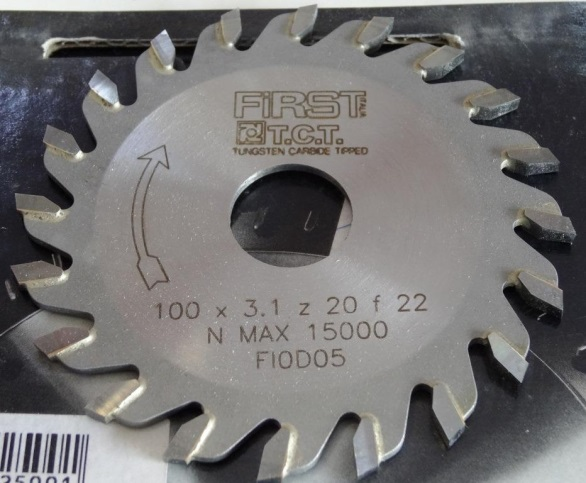 FiRST
T.C.T.
TUNGSTEN CARBIDE TIPPED
100 x 3.1 z 20 f 22
N MAX 15000
FI0D05